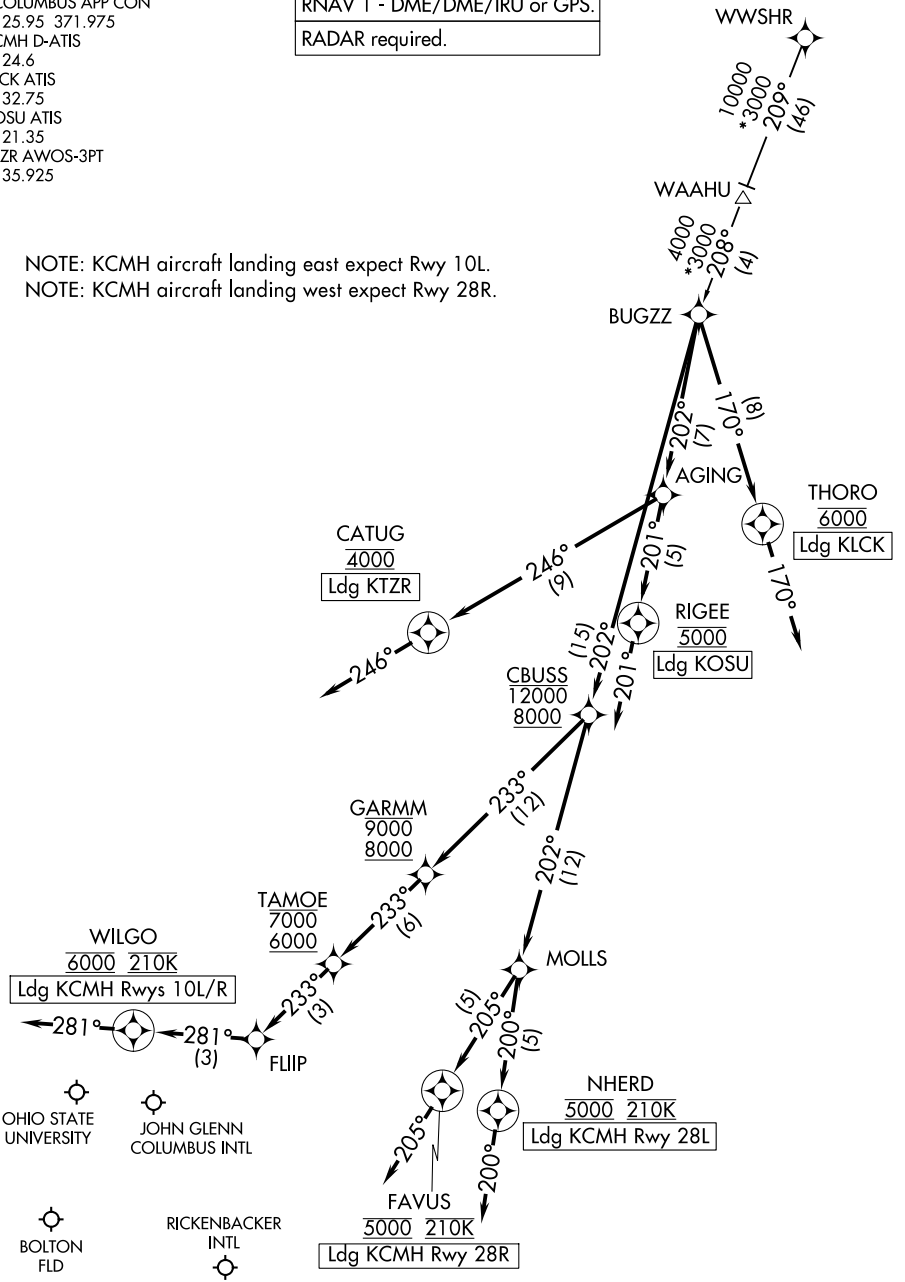 COLUMBUS APP CON
25.95 371.975
CMH D-ATIS
24.6
CK ATIS
32.75
OSU ATIS
21.35
ZR AWOS-3PT
35.925
RNAV 1 - DME/DME/IRU or GPS.
RADAR required.
NOTE: KCMH aircraft landing east expect Rwy 10L.
NOTE: KCMH aircraft landing west expect Rwy 28R.
WWSHR
10000
*3000
209°
(46)
WAAHU
4000
*3000
208°
(4)
BUGZZ
202°
(7)
170°
(8)
AGING
THORO
6000
Ldg KLCK
170°
CATUG
4000
Ldg KTZR
246°
(9)
246°
201°
(5)
RIGEE
5000
Ldg KOSU
201°
(15)
202°
CBUSS
12000
8000
233°
(12)
202°
(12)
GARMM
9000
8000
233°
(6)
TAMOE
7000
6000
233°
(3)
WILGO
6000 210K
Ldg KCMH Rwys 10L/R
281°
281°
(3)
FLIIP
MOLLS
(5)
205°
200°
(5)
NHERD
5000 210K
Ldg KCMH Rwy 28L
205°
200°
FAVUS
5000 210K
Ldg KCMH Rwy 28R
OHIO STATE
UNIVERSITY
JOHN GLENN
COLUMBUS INTL
BOLTON
FLD
RICKENBACKER
INTL